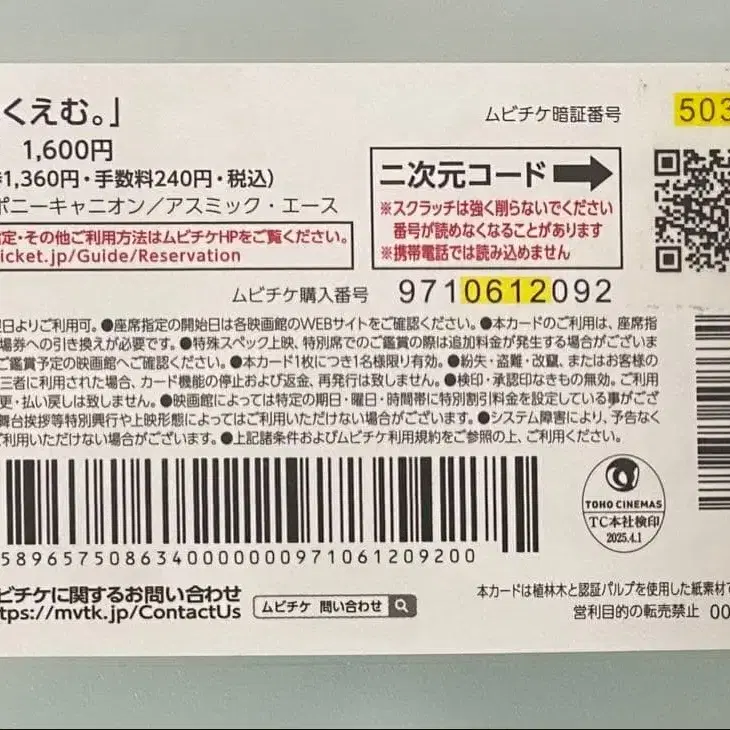 くえむ。」
1,600円
1,360円・手数料240円・税込)
ポニーキャニオン／アスミック・エース
指定・その他ご利用方法はムビチケHPをご覧ください。
icket.jp/Guide/Reservation
ムビチケ暗証番号
503
二次元コード
※スクラッチは強く削らないでください
番号が読めなくなることがあります
※携帯電話では読み込めません
ムビチケ購入番号 9710612092
翌日よりご利用可。●座席指定の開始日は各映画館のWEBサイトをご確認ください。●本カードのご利用は、座席指
場券への引き換えが必要です。●特殊スペック上映、特別席でのご鑑賞の際は追加料金が発生する場合がございま
ご鑑賞予定の映画館へご確認ください。●本カード1枚につき1名様限り有効。●紛失・盗難・改竄、またはお客様の
三者に利用された場合、カード機能の停止および返金、再発行は致しません。●検印・承認印なきもの無効。ご利用
更・払い戻しは致しません。●映画館によっては特定の期日・曜日・時間帯に特別割引料金を設定している事がござ
舞台挨拶等特別興行や上映形態によってはご利用いただけない場合がございます。●システム障害により、予告なく
利用いただけない場合がございます。●上記諸条件およびムビチケ利用規約をご参照の上、ご利用ください。
589657508634000000097106120920​0
TOHO CINEMAS
TC本社検印
2025.4.1
ビチケに関するお問い合わせ
tps://mvtk.jp/ContactUs
ムビチケ 問い合わせ
本カードは植林木と認証パルプを使用した紙素材で
営利目的の転売禁止 00